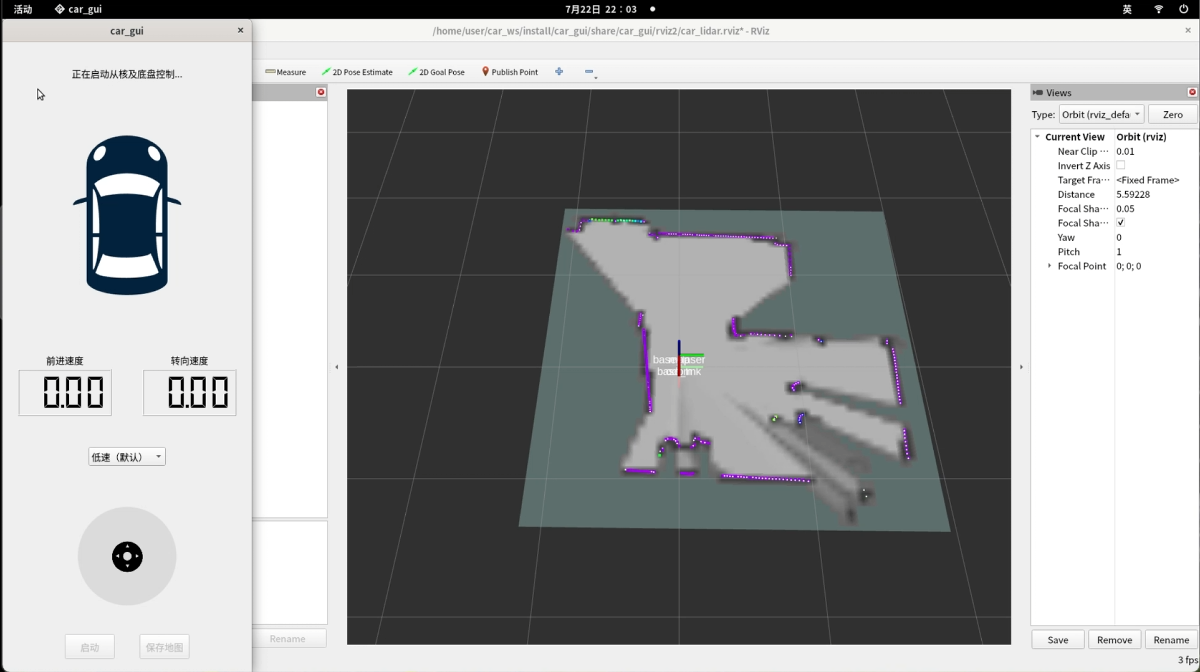 活动
car_gui
7月22日 22：03
英
car_gui
/home/user/car_ws/install/car_gui/share/car_gui/rviz2/car_lidar.rviz* - RViz
正在启动从核及底盘控制...
Measure
2D Pose Estimate
2D Goal Pose
Publish Point
Views
Type:
Orbit (rviz_defa
Zero
Current View
Orbit (rviz)
Near Clip ···
0.01
Invert Z Axis
Target Fra···
<Fixed Frame>
Distance
5.59228
Focal Sha···
0.05
Focal Sha···
Yaw
0
Pitch
1
Focal Point
0; 0; 0
前进速度
转向速度
0.00
0.00
低速（默认）
启动
保存地图
Rename
Save
Remove
Rename
3 fps